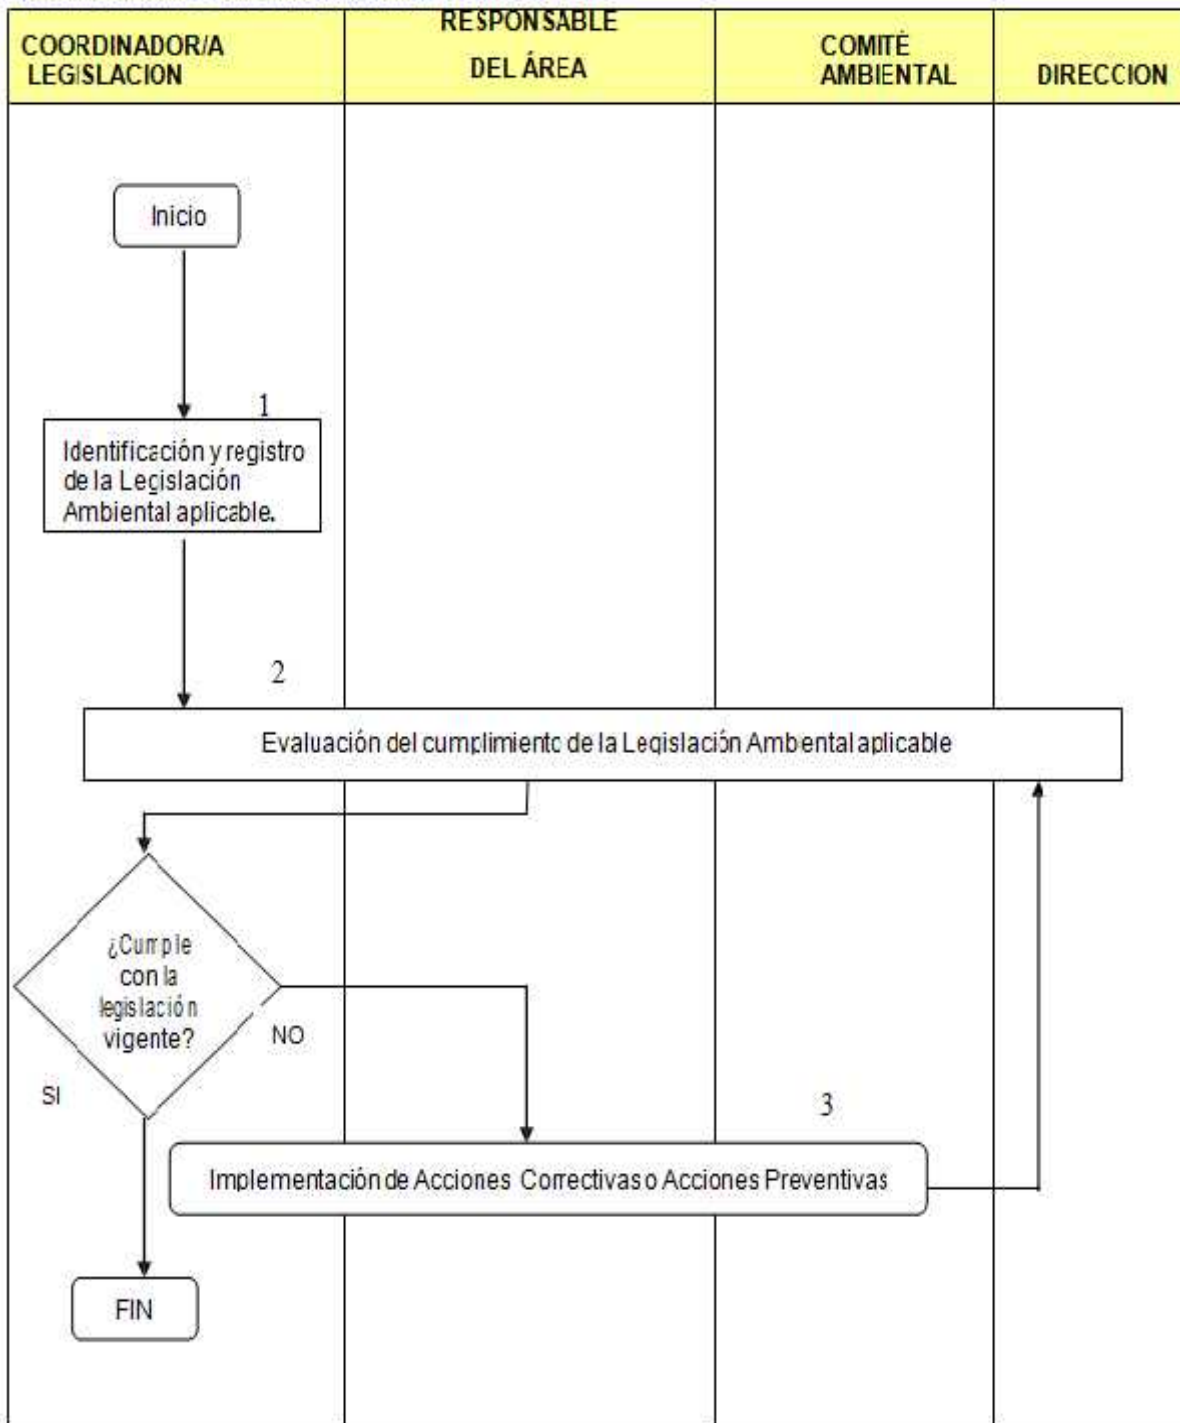 COORDINADOR/A
LEGISLACION
RESPONSABLE
DEL ÁREA
COMITÉ
AMBIENTAL
DIRECCION
Inicio
1
Identificación y registro
de la Legislación
Ambiental aplicable.
2
Evaluación del cumplimiento de la Legislación Ambiental aplicable
¿Cumple
con la
legislación
vigente?
NO
SI
3
Implementación de Acciones Correctivas o Acciones Preventivas
FIN